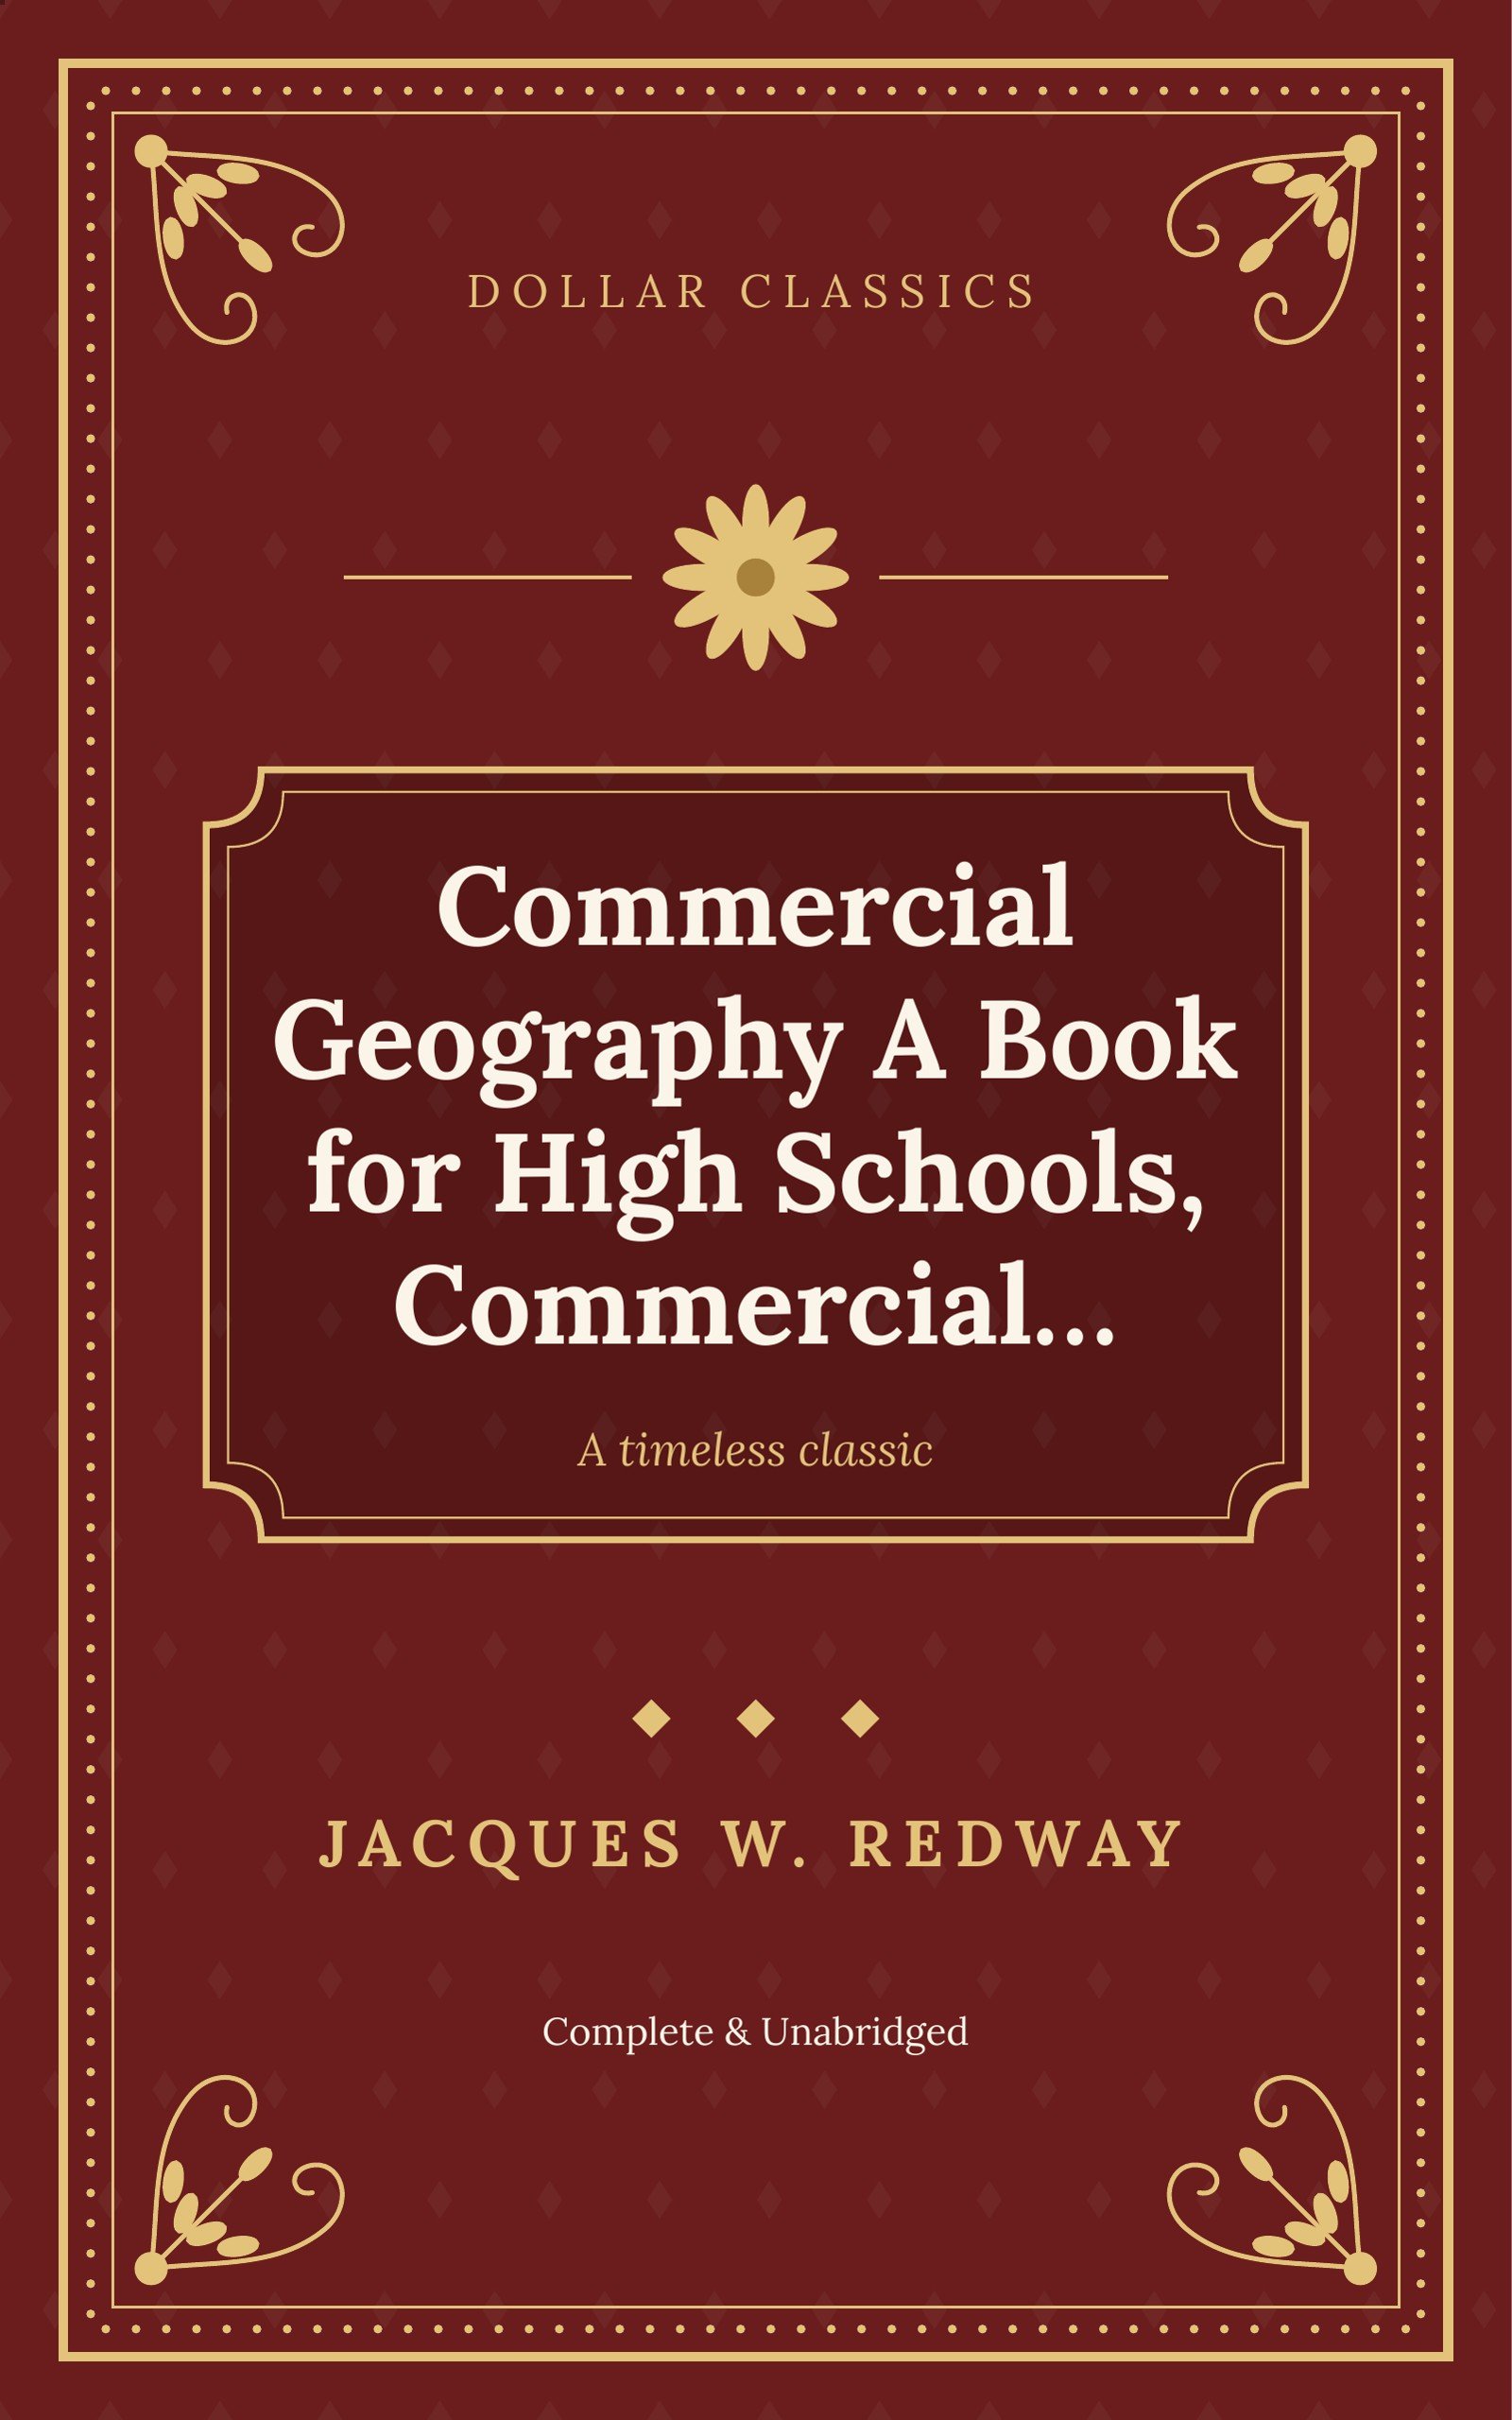 DOLLAR CLASSICS
Commercial
Geography A Book
for High Schools,
Commercial...
A timeless classic
JACQUES W. REDWAY
Complete & Unabridged